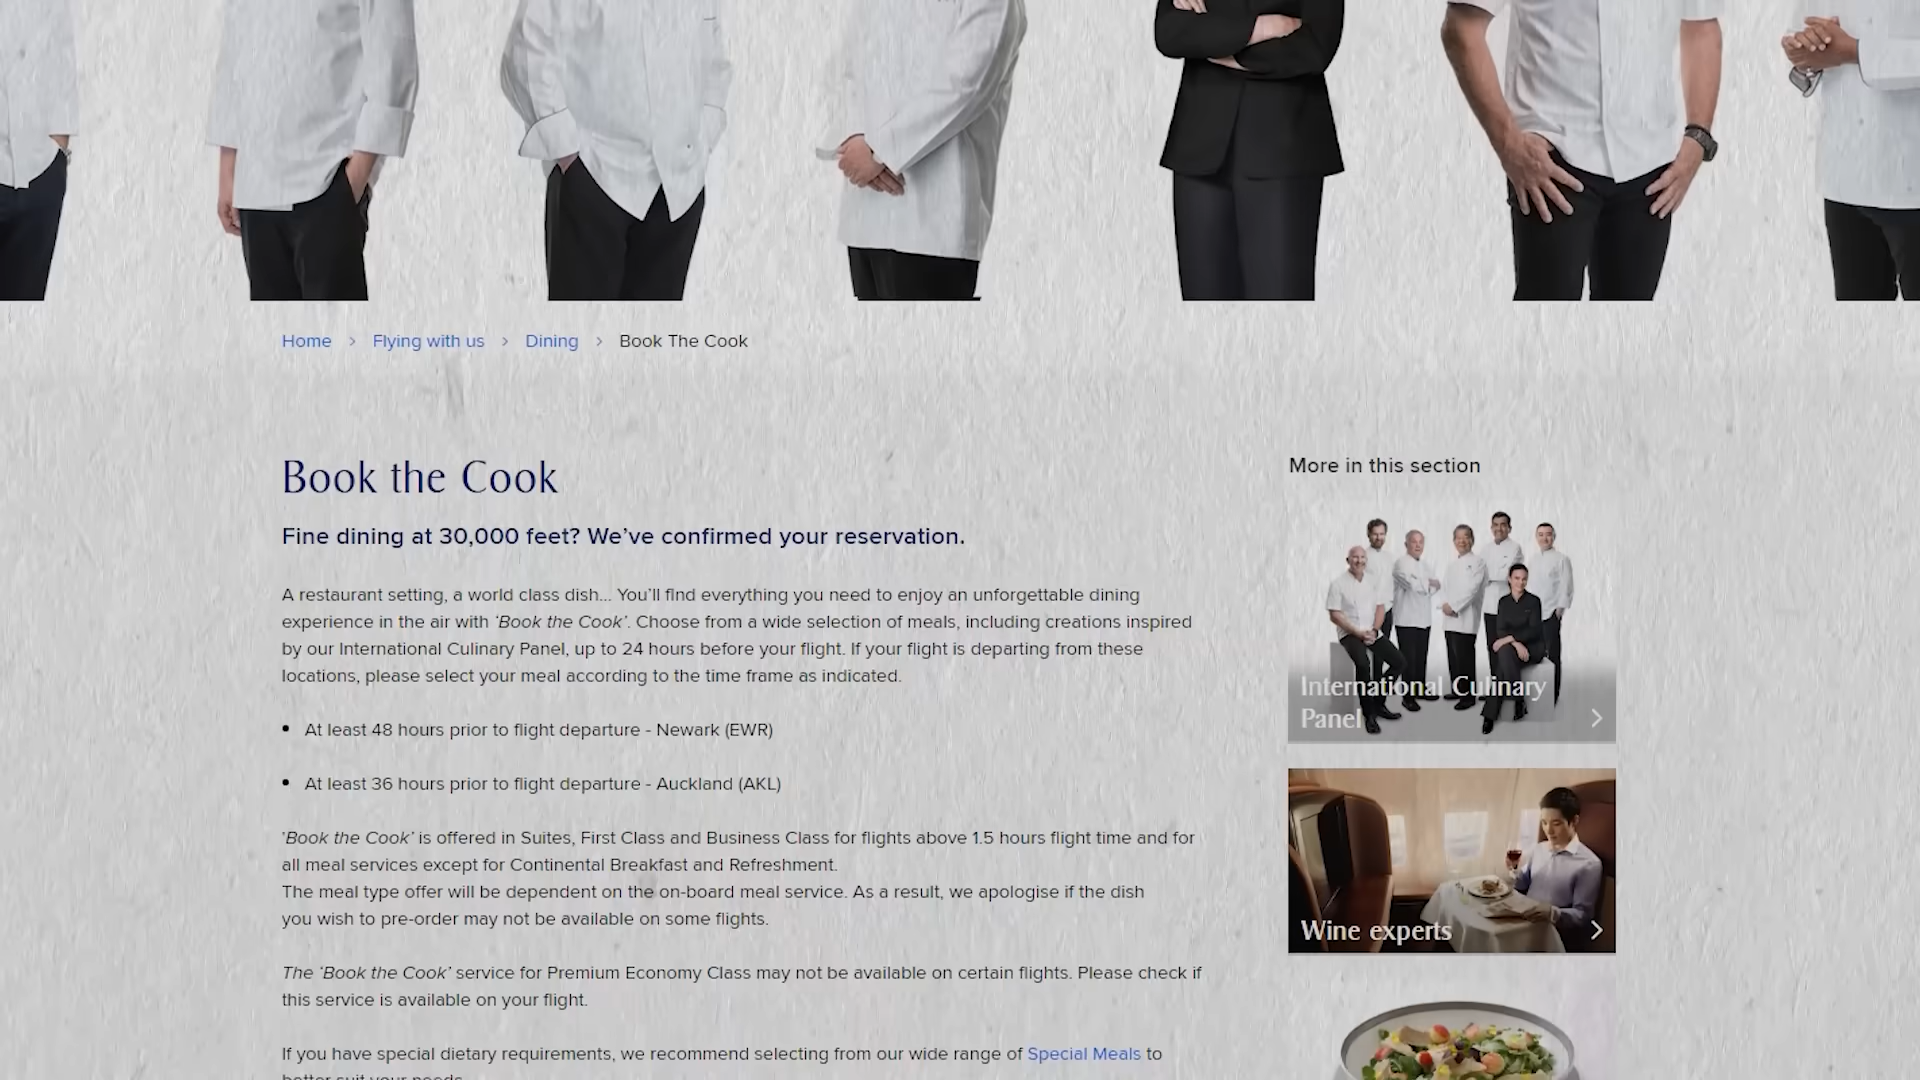 Home > Flying with us > Dining > Book The Cook
Book the Cook
Fine dining at 30,000 feet? We've confirmed your reservation.
A restaurant setting, a world class dish... You'll find everything you need to enjoy an unforgettable dining
experience in the air with 'Book the Cook'. Choose from a wide selection of meals, including creations inspired
by our International Culinary Panel, up to 24 hours before your flight. If your flight is departing from these
locations, please select your meal according to the time frame as indicated.
• At least 48 hours prior to flight departure - Newark (EWR)
• At least 36 hours prior to flight departure - Auckland (AKL)
'Book the Cook' is offered in Suites, First Class and Business Class for flights above 1.5 hours flight time and for
all meal services except for Continental Breakfast and Refreshment.
The meal type offer will be dependent on the on-board meal service. As a result, we apologise if the dish
you wish to pre-order may not be available on some flights.
The 'Book the Cook' service for Premium Economy Class may not be available on certain flights. Please check if
this service is available on your flight.
If you have special dietary requirements, we recommend selecting from our wide range of Special Meals to
better suit your needs.
More in this section
International Culinary
Panel
Wine experts